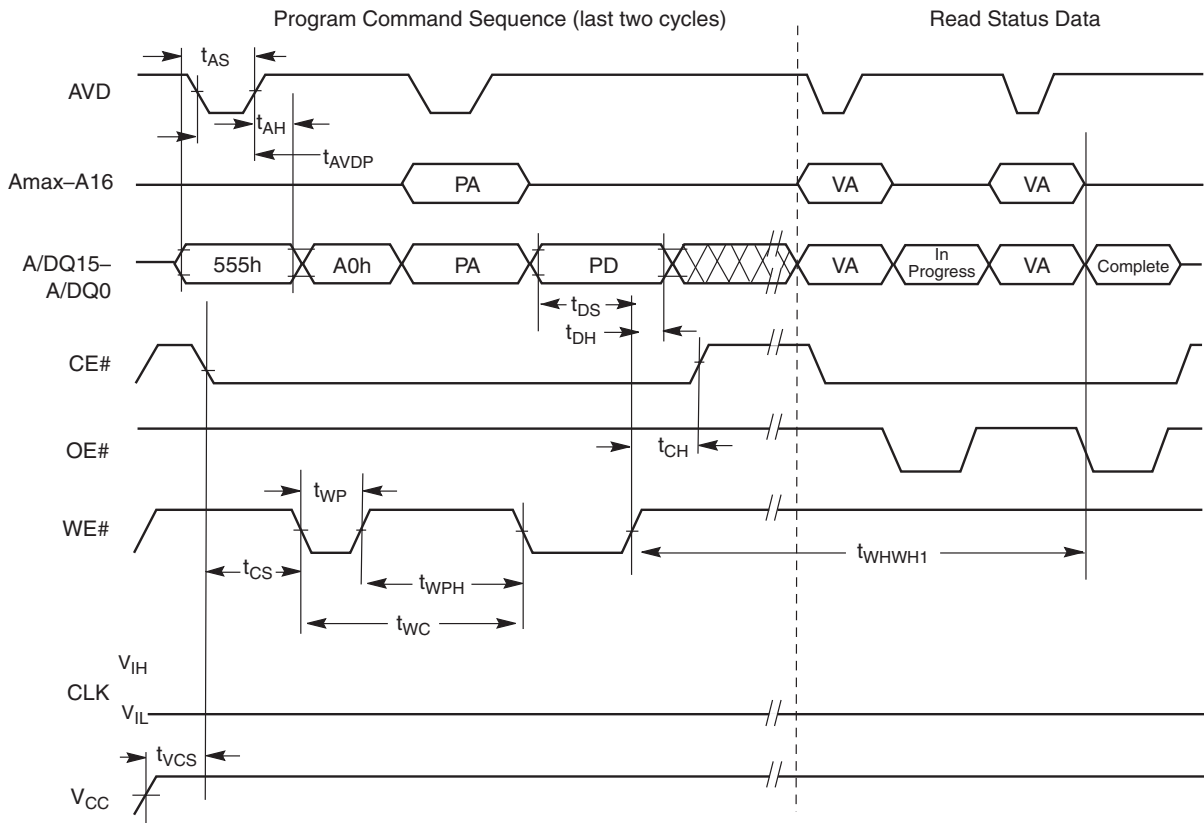 Program Command Sequence (last two cycles) Read Status Data
tAS
AVD
tAH
tAVDP
Amax–A16 PA VA VA
A/DQ15–
A/DQ0
555h A0h PA PD VA In Progress VA Complete
tDS
tDH
CE#
OE# tCH
tWP
WE#
tCS tWPH tWHWH1
tWC
VIH
CLK
VIL
tVCS
VCC